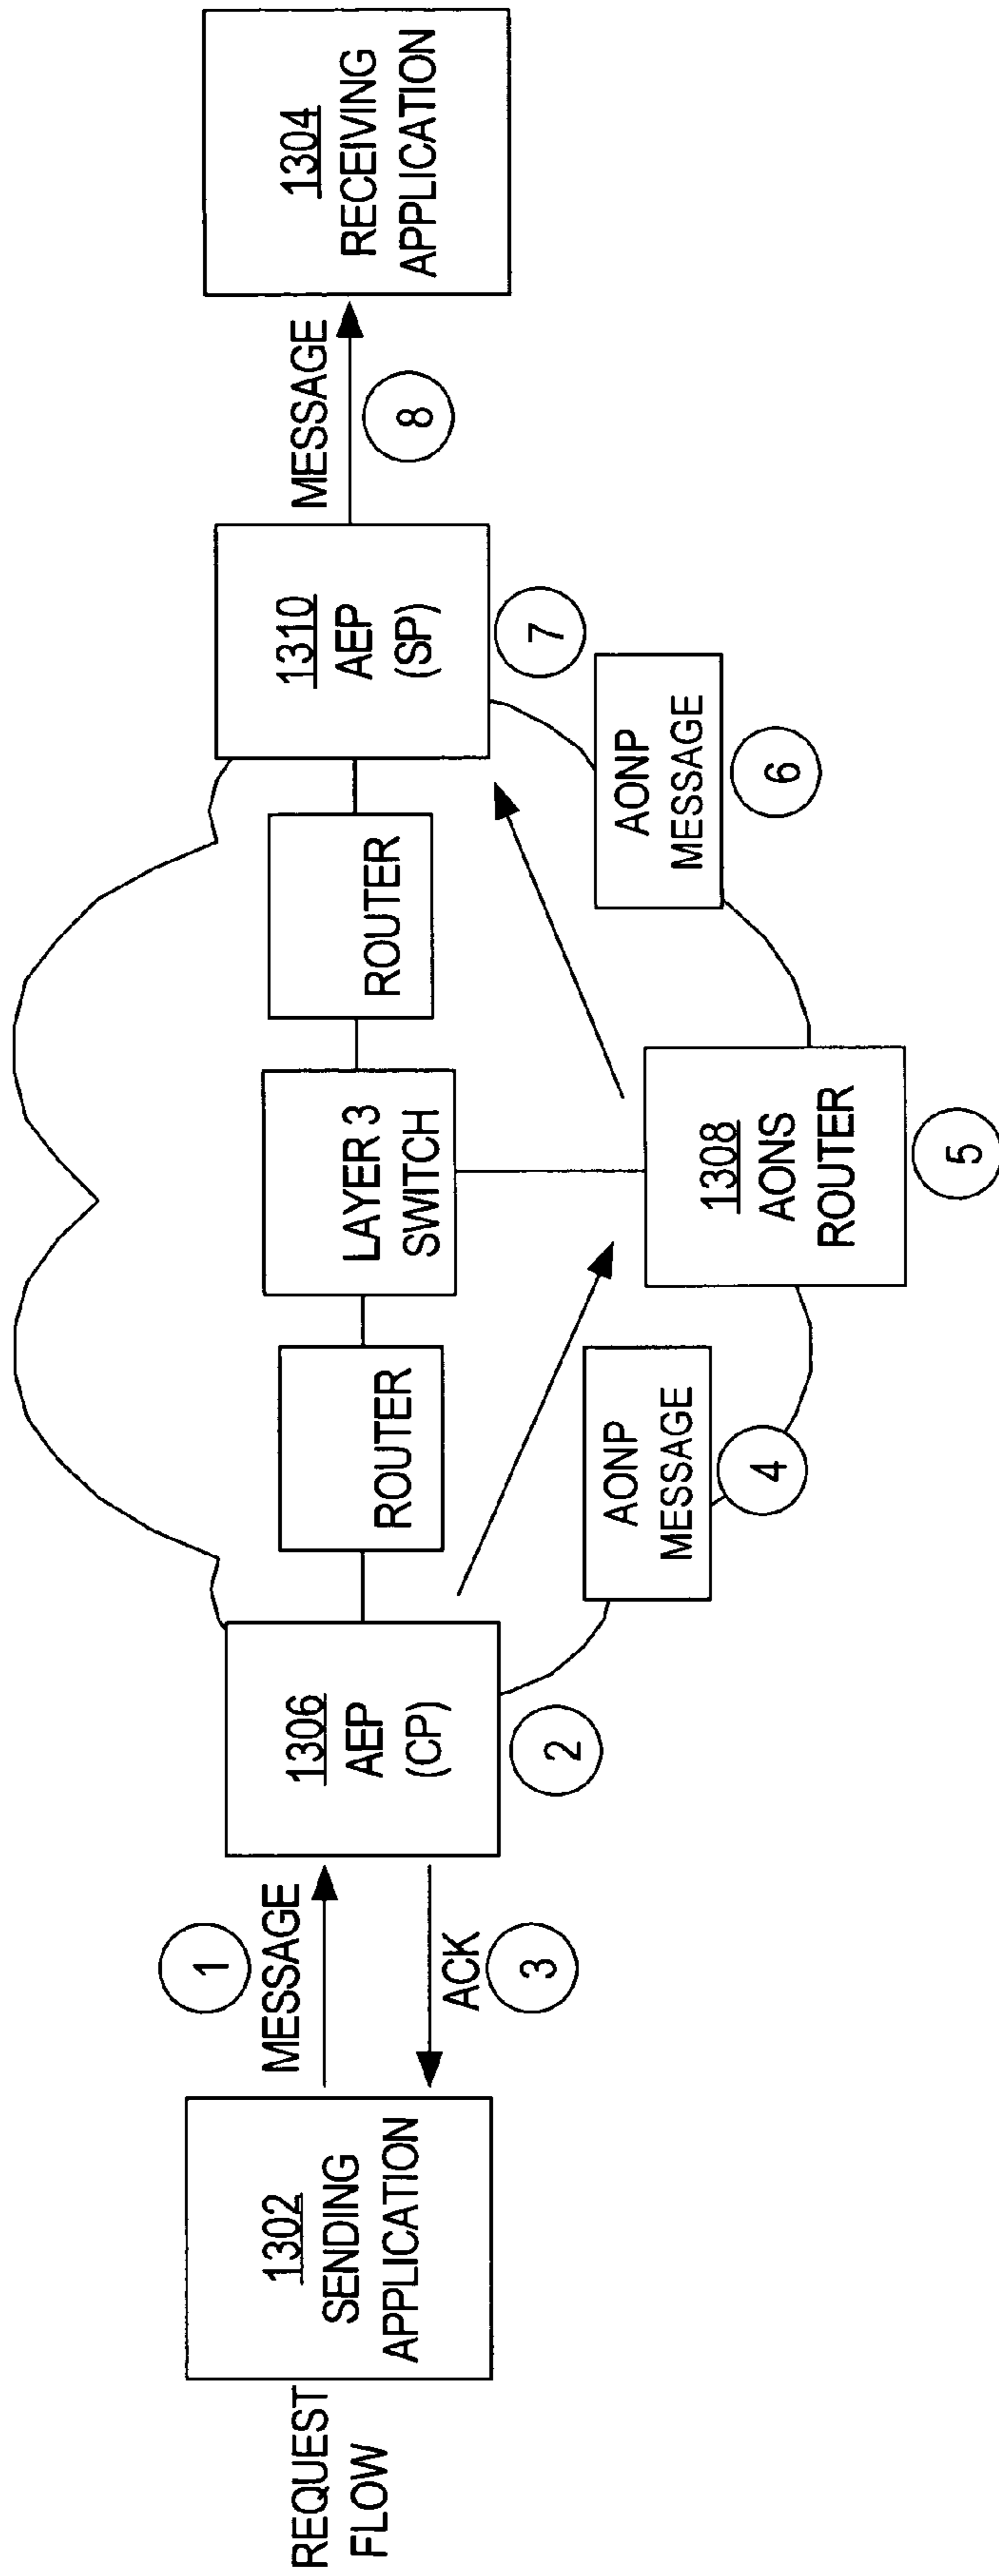 REQUEST
FLOW
1302
SENDING
APPLICATION
1
MESSAGE
ACK
3
1306
AEP
(CP)
2
ROUTER
AONP
MESSAGE
4
LAYER 3
SWITCH
1308
AONS
ROUTER
5
ROUTER
AONP
MESSAGE
6
1310
AEP
(SP)
7
MESSAGE
8
1304
RECEIVING
APPLICATION